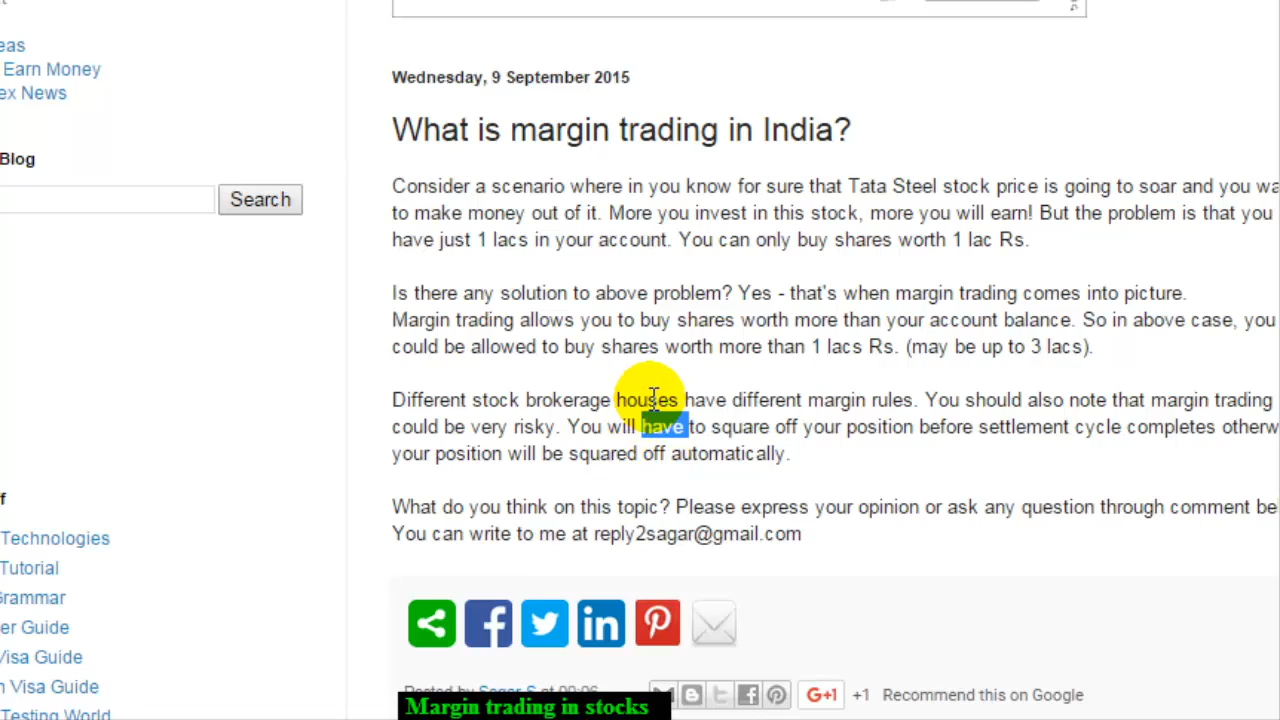 eas
Earn Money
ex News
Blog
Search
f
Technologies
Tutorial
Grammar
er Guide
Visa Guide
n Visa Guide
Testing World
Wednesday, 9 September 2015
What is margin trading in India?
Consider a scenario where in you know for sure that Tata Steel stock price is going to soar and you wa
to make money out of it. More you invest in this stock, more you will earn! But the problem is that you
have just 1 lacs in your account. You can only buy shares worth 1 lac Rs.
Is there any solution to above problem? Yes - that's when margin trading comes into picture.
Margin trading allows you to buy shares worth more than your account balance. So in above case, you
could be allowed to buy shares worth more than 1 lacs Rs. (may be up to 3 lacs).
Different stock brokerage houses have different margin rules. You should also note that margin trading
could be very risky. You will have to square off your position before settlement cycle completes otherw
your position will be squared off automatically.
What do you think on this topic? Please express your opinion or ask any question through comment be
You can write to me at reply2sagar@gmail.com
Posted by Sagar S at
G+1 +1 Recommend this on Google
Margin trading in stocks